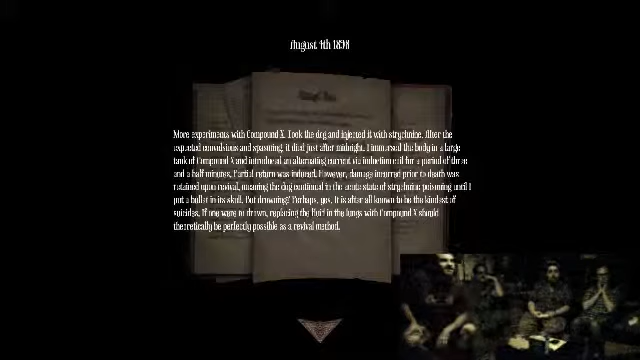 August 4th 1898
More experiments with Compound X. Took the dog and injected it with strychnine. After the
expected convulsions and spasming, it died just after midnight. I immersed the body in a large
tank of Compound X and introduced an alternating current via induction coil for a period of three
and a half minutes. Partial return was induced. However, damage incurred prior to death was
retained upon revival, meaning the dog continued in the acute state of strychnine poisoning until I
put a bullet in its skull. But drowning? Perhaps, yes. It is after all known to be the kindest of
suicides. If one were to drown, replacing the fluid in the lungs with Compound X should
theoretically be perfectly possible as a revival method.